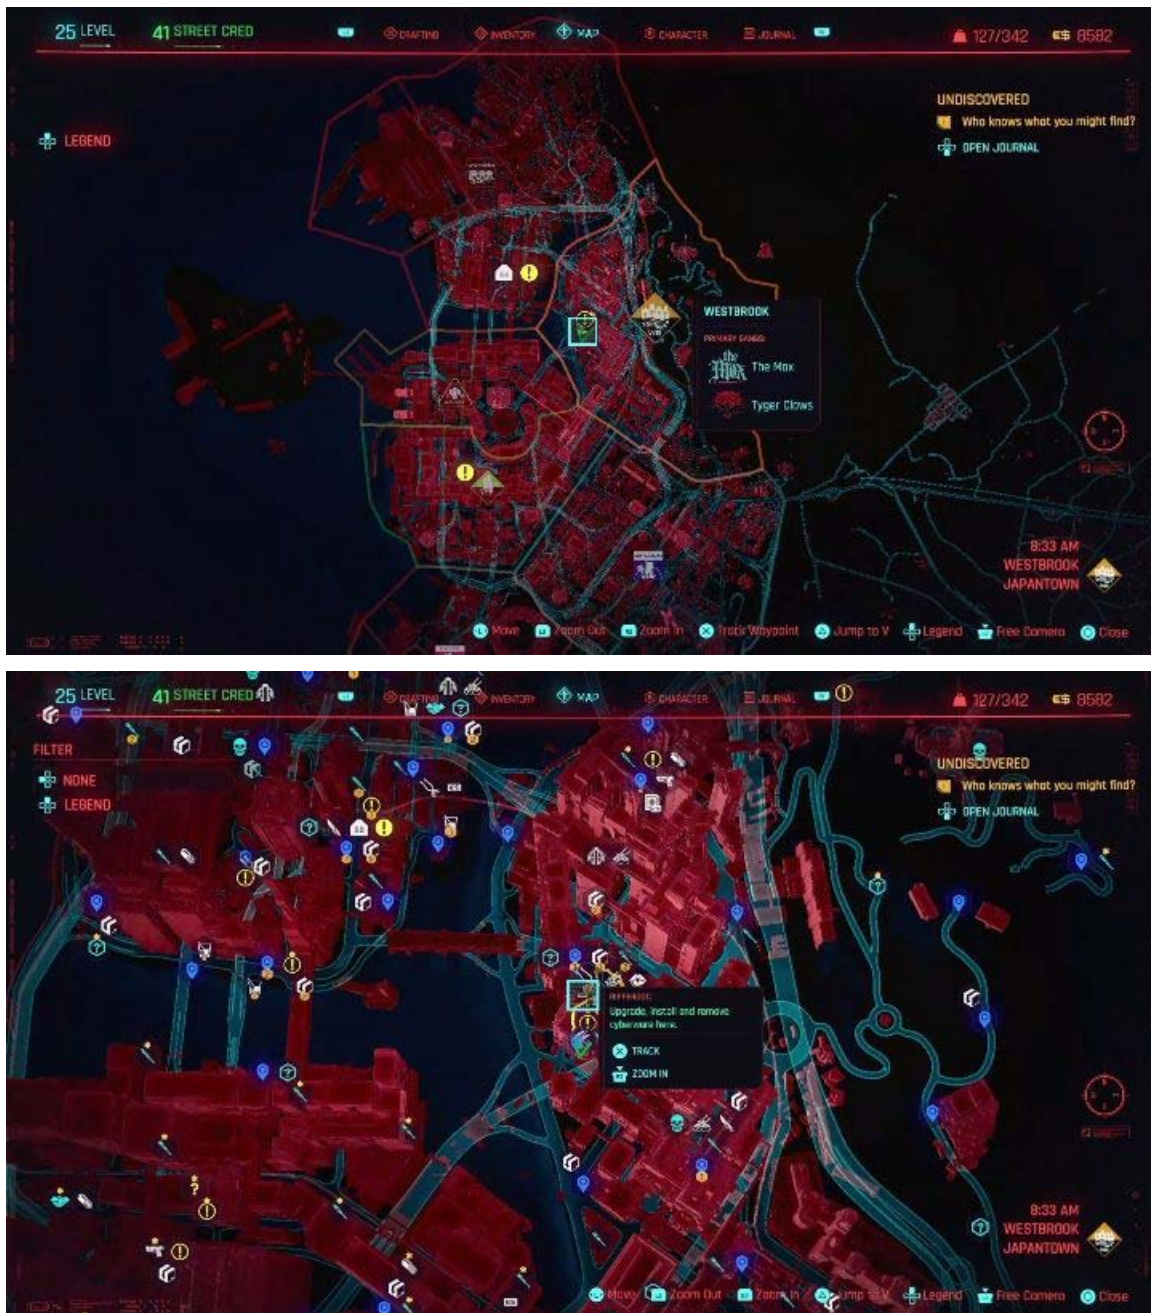 25 LEVEL
41 STREET CRED
CRAFTING
INVENTORY
MAP
CHARACTER
JOURNAL
127/342
€$ 8582
LEGEND
UNDISCOVERED
Who knows what you might find?
OPEN JOURNAL
WESTBROOK
PRIMARY GANGS:
the Mox
The Mox
Tyger Claws
8:33 AM
WESTBROOK
JAPANTOWN
Move
Zoom Out
Zoom In
Track Waypoint
Jump to V
Legend
Free Camera
Close
25 LEVEL
41 STREET CRED
CRAFTING
INVENTORY
MAP
CHARACTER
JOURNAL
127/342
€$ 8582
FILTER
NONE
LEGEND
UNDISCOVERED
Who knows what you might find?
OPEN JOURNAL
RIPPERDOC
Upgrade, install and remove
cyberware here.
TRACK
ZOOM IN
8:33 AM
WESTBROOK
JAPANTOWN
Move
Zoom Out
Zoom In
Jump to V
Legend
Free Camera
Close